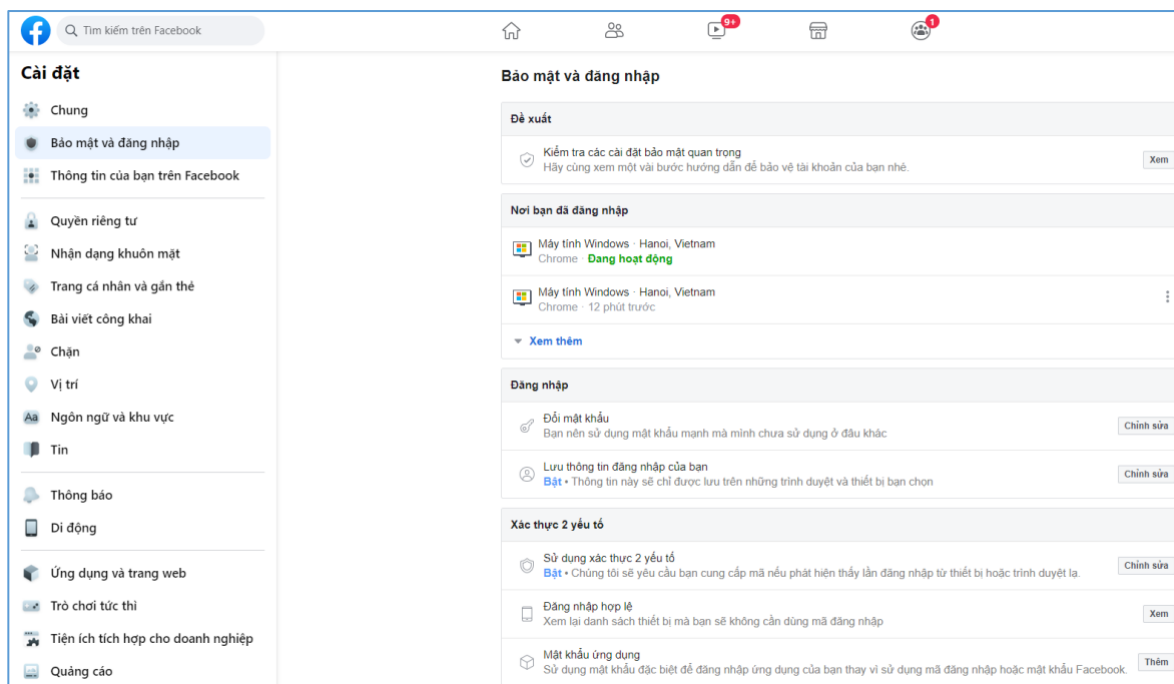 Tìm kiếm trên Facebook
9+
1
Cài đặt
Chung
Bảo mật và đăng nhập
Thông tin của bạn trên Facebook
Quyền riêng tư
Nhận dạng khuôn mặt
Trang cá nhân và gắn thẻ
Bài viết công khai
Chặn
Vị trí
Aa Ngôn ngữ và khu vực
Tin
Thông báo
Di động
Ứng dụng và trang web
Trò chơi tức thì
Tiện ích tích hợp cho doanh nghiệp
Quảng cáo
Bảo mật và đăng nhập
Đề xuất
Kiểm tra các cài đặt bảo mật quan trọng
Hãy cùng xem một vài bước hướng dẫn để bảo vệ tài khoản của bạn nhé.
Xem
Nơi bạn đã đăng nhập
Máy tính Windows · Hanoi, Vietnam
Chrome · Đang hoạt động
Máy tính Windows · Hanoi, Vietnam
Chrome · 12 phút trước
Xem thêm
Đăng nhập
Đổi mật khẩu
Bạn nên sử dụng mật khẩu mạnh mà mình chưa sử dụng ở đâu khác
Chỉnh sửa
Lưu thông tin đăng nhập của bạn
Bật • Thông tin này sẽ chỉ được lưu trên những trình duyệt và thiết bị bạn chọn
Chỉnh sửa
Xác thực 2 yếu tố
Sử dụng xác thực 2 yếu tố
Bật • Chúng tôi sẽ yêu cầu bạn cung cấp mã nếu phát hiện thấy lần đăng nhập từ thiết bị hoặc trình duyệt lạ.
Chỉnh sửa
Đăng nhập hợp lệ
Xem lại danh sách thiết bị mà bạn sẽ không cần dùng mã đăng nhập
Xem
Mật khẩu ứng dụng
Sử dụng mật khẩu đặc biệt để đăng nhập ứng dụng của bạn thay vì sử dụng mã đăng nhập hoặc mật khẩu Facebook.
Thêm